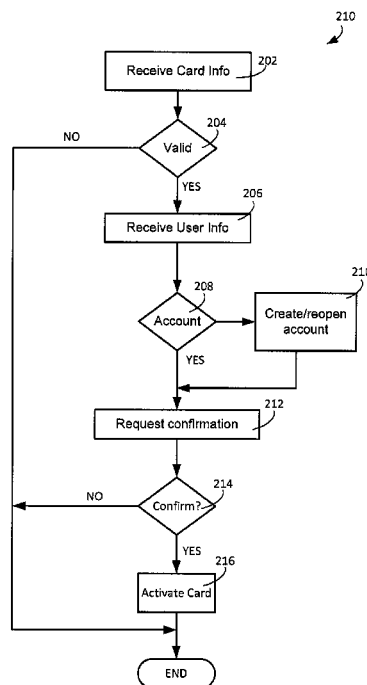 210
Receive Card Info
202
204
NO
Valid
YES
206
Receive User Info
208
210
Account
Create/reopen
account
YES
212
Request confirmation
214
NO
Confirm?
YES
216
Activate Card
END